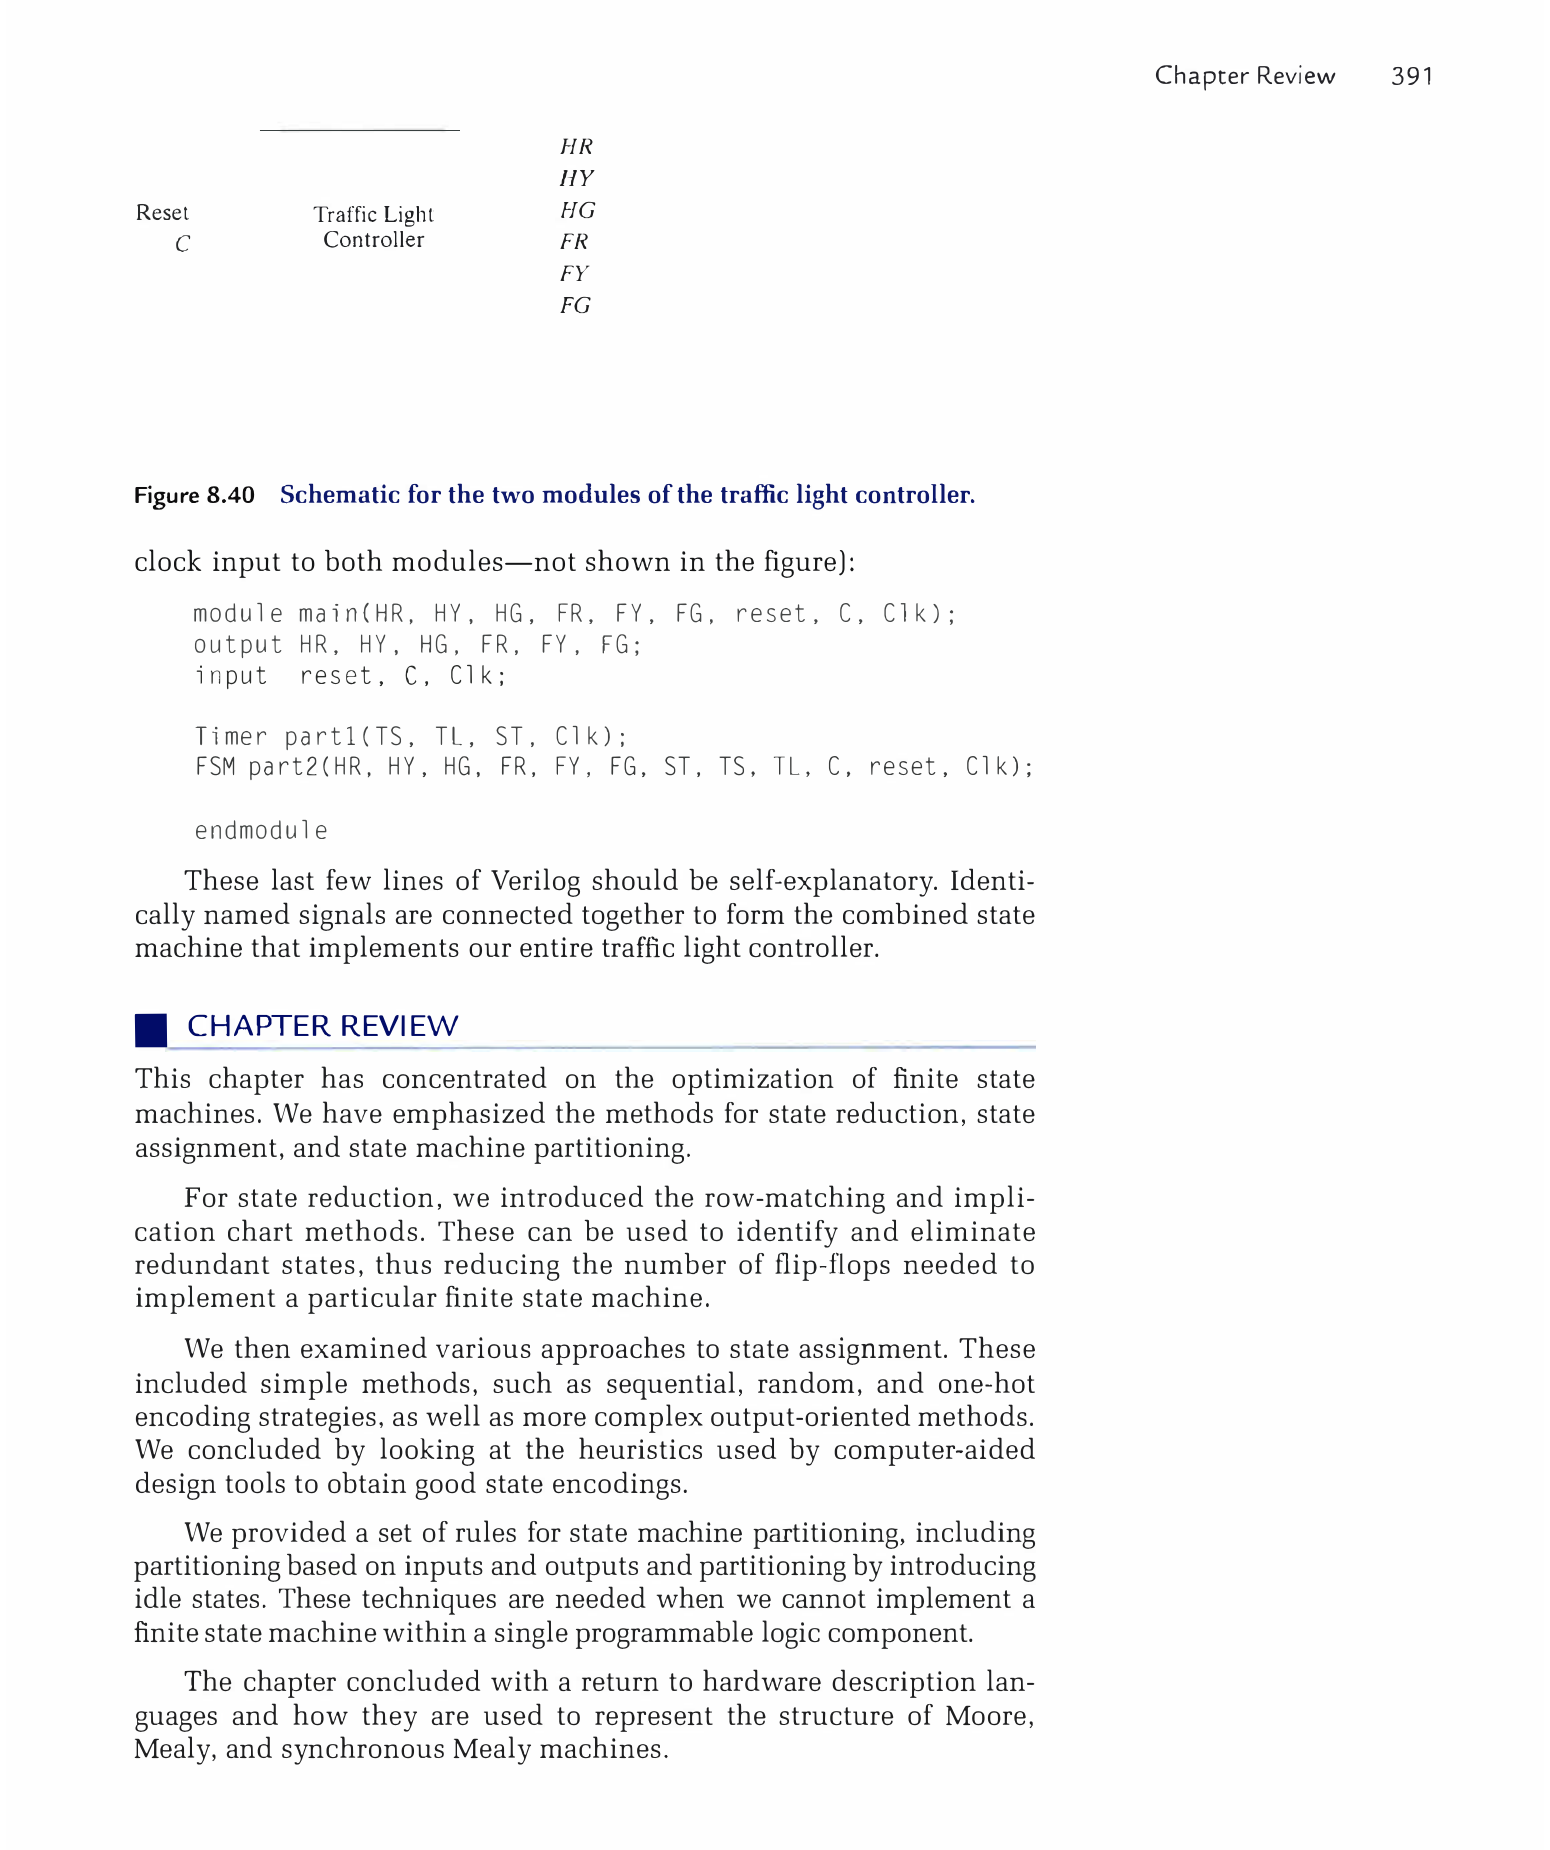 Chapter Review 391
HR
HY
Reset Traffic Light HG
C Controller FR
FY
FG
Figure 8.40 Schematic for the two modules of the traffic light controller.
clock input to both modules—not shown in the figure):
module main(HR, HY, HG, FR, FY, FG, reset, C, Clk);
output HR, HY, HG, FR, FY, FG;
input reset, C, Clk;
Timer part1(TS, TL, ST, Clk);
FSM part2(HR, HY, HG, FR, FY, FG, ST, TS, TL, C, reset, Clk);
endmodule
These last few lines of Verilog should be self-explanatory. Identi-
cally named signals are connected together to form the combined state
machine that implements our entire traffic light controller.
CHAPTER REVIEW
This chapter has concentrated on the optimization of finite state
machines. We have emphasized the methods for state reduction, state
assignment, and state machine partitioning.
For state reduction, we introduced the row-matching and impli-
cation chart methods. These can be used to identify and eliminate
redundant states, thus reducing the number of flip-flops needed to
implement a particular finite state machine.
We then examined various approaches to state assignment. These
included simple methods, such as sequential, random, and one-hot
encoding strategies, as well as more complex output-oriented methods.
We concluded by looking at the heuristics used by computer-aided
design tools to obtain good state encodings.
We provided a set of rules for state machine partitioning, including
partitioning based on inputs and outputs and partitioning by introducing
idle states. These techniques are needed when we cannot implement a
finite state machine within a single programmable logic component.
The chapter concluded with a return to hardware description lan-
guages and how they are used to represent the structure of Moore,
Mealy, and synchronous Mealy machines.